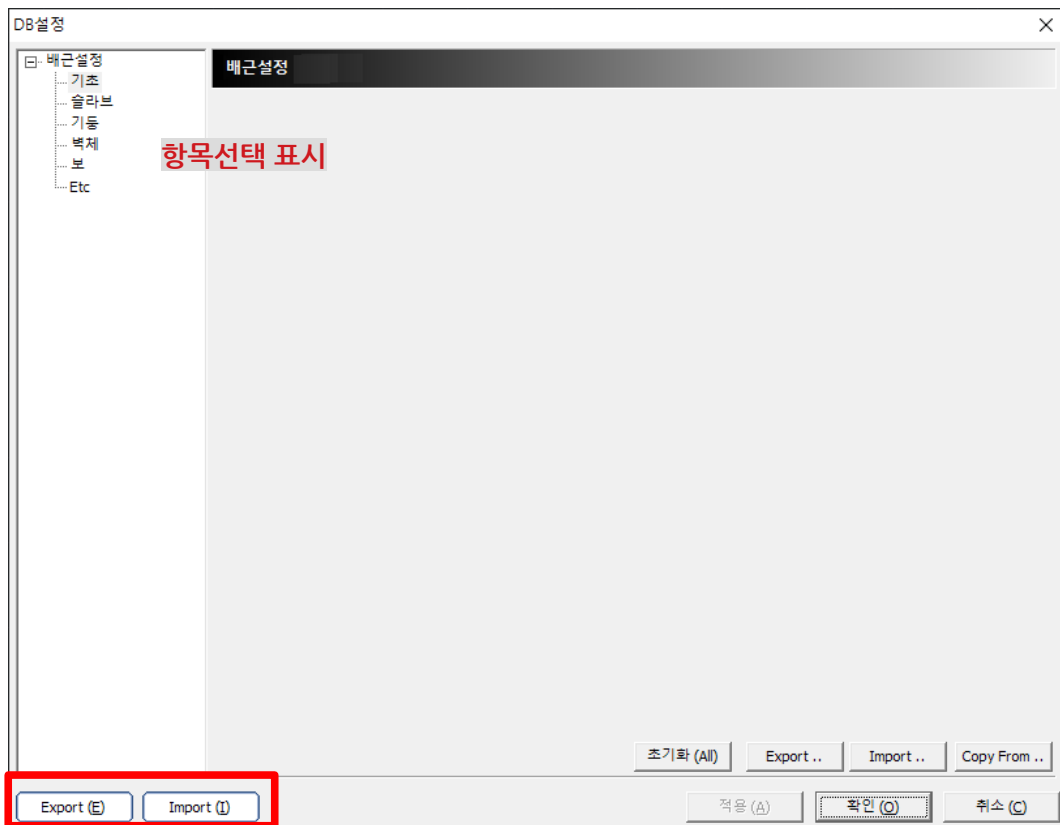 DB설정
배근설정
기초
슬라브
기둥
벽체
보
Etc
배근설정
항목선택 표시
초기화 (All) Export .. Import .. Copy From ..
Export (E) Import (I) 적용 (A) 확인 (O) 취소 (C)